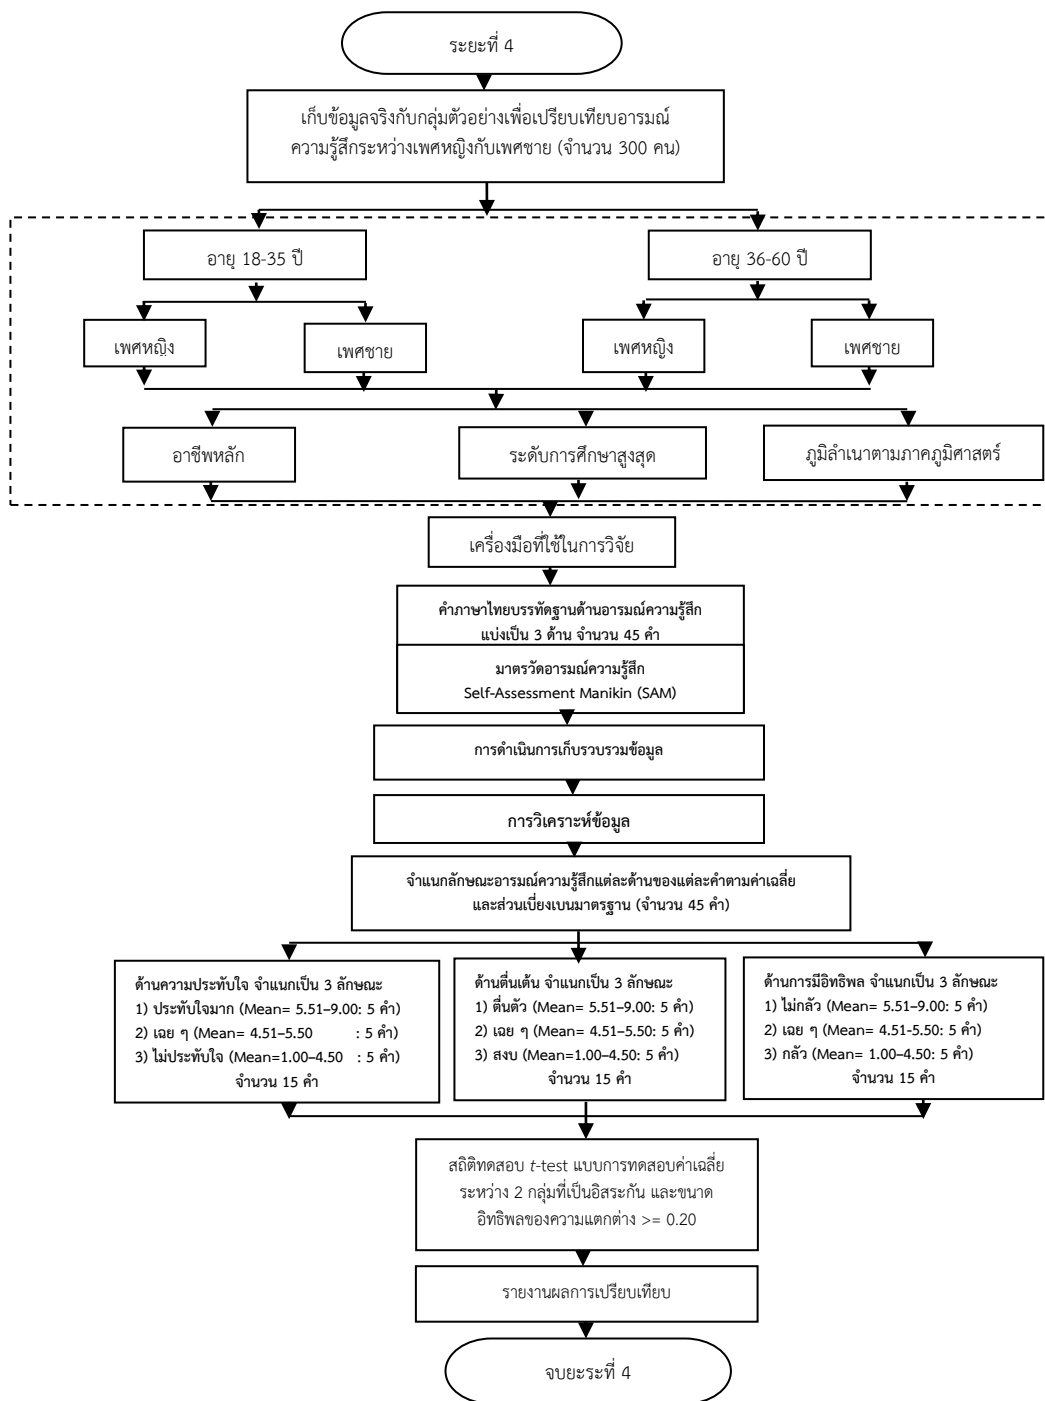 ระยะที่ 4
เก็บข้อมูลจริงกับกลุ่มตัวอย่างเพื่อเปรียบเทียบอารมณ์
ความรู้สึกระหว่างเพศหญิงกับเพศชาย (จำนวน 300 คน)
อายุ 18-35 ปี
อายุ 36-60 ปี
เพศหญิง
เพศชาย
เพศหญิง
เพศชาย
อาชีพหลัก
ระดับการศึกษาสูงสุด
ภูมิลำเนาตามภาคภูมิศาสตร์
เครื่องมือที่ใช้ในการวิจัย
คำภาษาไทยบรรทัดฐานด้านอารมณ์ความรู้สึก
แบ่งเป็น 3 ด้าน จำนวน 45 คำ
มาตรวัดอารมณ์ความรู้สึก
Self-Assessment Manikin (SAM)
การดำเนินการเก็บรวบรวมข้อมูล
การวิเคราะห์ข้อมูล
จำแนกลักษณะอารมณ์ความรู้สึกแต่ละด้านของแต่ละคำตามค่าเฉลี่ย
และส่วนเบี่ยงเบนมาตรฐาน (จำนวน 45 คำ)
ด้านความประทับใจ จำแนกเป็น 3 ลักษณะ
1) ประทับใจมาก (Mean= 5.51–9.00: 5 คำ)
2) เฉย ๆ (Mean= 4.51–5.50 : 5 คำ)
3) ไม่ประทับใจ (Mean=1.00–4.50 : 5 คำ)
จำนวน 15 คำ
ด้านตื่นเต้น จำแนกเป็น 3 ลักษณะ
1) ตื่นตัว (Mean= 5.51–9.00: 5 คำ)
2) เฉย ๆ (Mean= 4.51–5.50: 5 คำ)
3) สงบ (Mean=1.00–4.50: 5 คำ)
จำนวน 15 คำ
ด้านการมีอิทธิพล จำแนกเป็น 3 ลักษณะ
1) ไม่กลัว (Mean= 5.51–9.00: 5 คำ)
2) เฉย ๆ (Mean= 4.51-5.50: 5 คำ)
3) กลัว (Mean= 1.00–4.50: 5 คำ)
จำนวน 15 คำ
สถิติทดสอบ t-test แบบการทดสอบค่าเฉลี่ย
ระหว่าง 2 กลุ่มที่เป็นอิสระกัน และขนาด
อิทธิพลของความแตกต่าง >= 0.20
รายงานผลการเปรียบเทียบ
จบยะระที่ 4